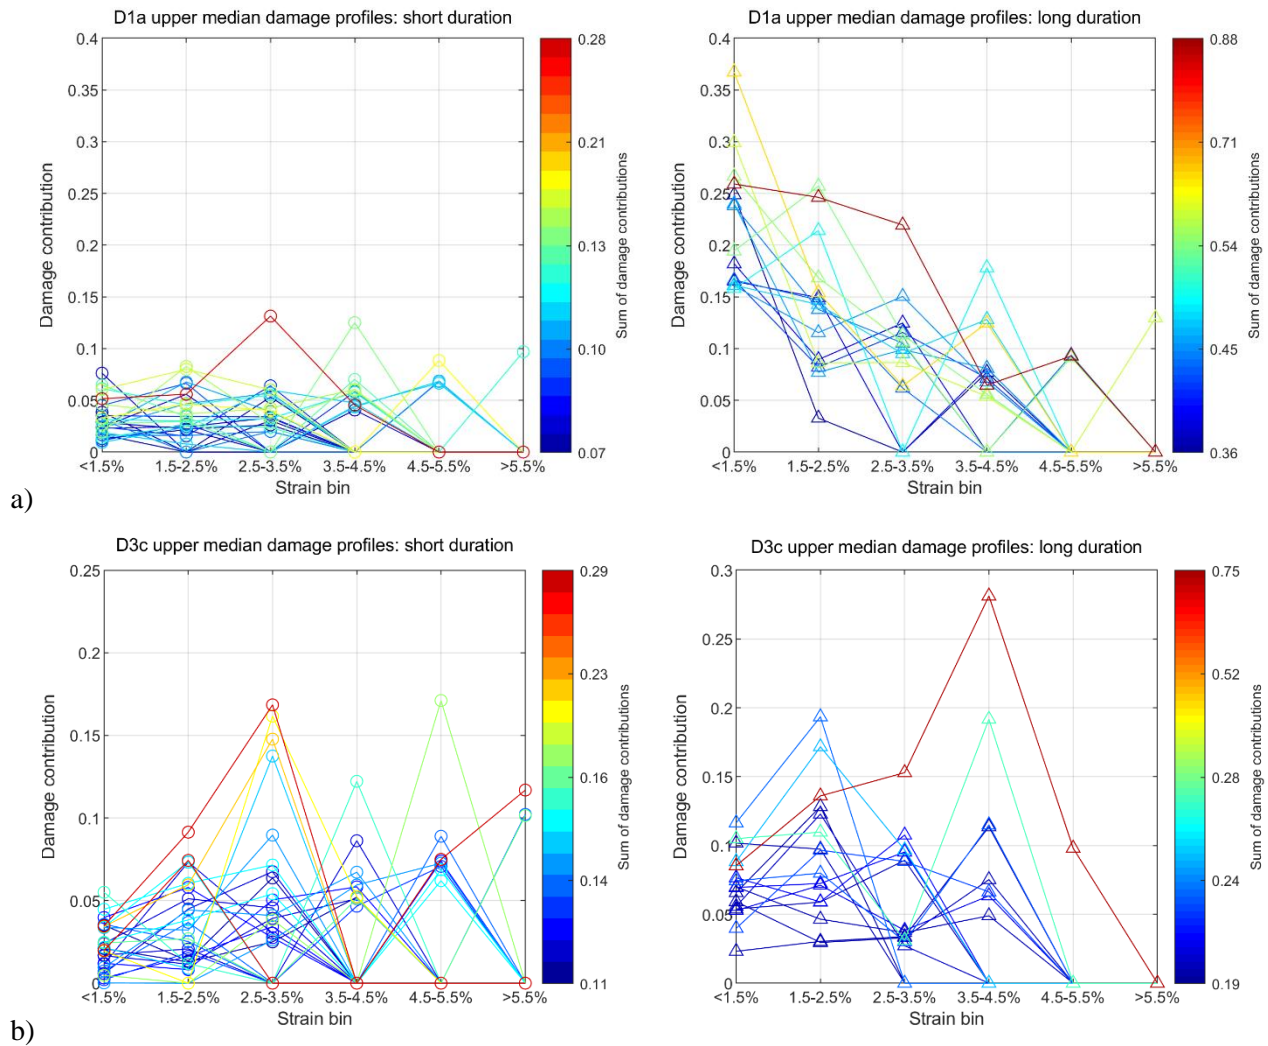 D1a upper median damage profiles: short duration
0.4
0.35
0.3
0.25
0.2
0.15
0.1
0.05
0
Damage contribution
<1.5% 1.5-2.5% 2.5-3.5% 3.5-4.5% 4.5-5.5% >5.5%
Strain bin
0.28
0.21
0.13
0.10
0.07
Sum of damage contributions
D1a upper median damage profiles: long duration
0.4
0.35
0.3
0.25
0.2
0.15
0.1
0.05
0
Damage contribution
<1.5% 1.5-2.5% 2.5-3.5% 3.5-4.5% 4.5-5.5% >5.5%
Strain bin
0.88
0.71
0.54
0.45
0.36
Sum of damage contributions
a)
D3c upper median damage profiles: short duration
0.25
0.2
0.15
0.1
0.05
0
Damage contribution
<1.5% 1.5-2.5% 2.5-3.5% 3.5-4.5% 4.5-5.5% >5.5%
Strain bin
0.29
0.23
0.16
0.14
0.11
Sum of damage contributions
D3c upper median damage profiles: long duration
0.3
0.25
0.2
0.15
0.1
0.05
0
Damage contribution
<1.5% 1.5-2.5% 2.5-3.5% 3.5-4.5% 4.5-5.5% >5.5%
Strain bin
0.75
0.52
0.28
0.24
0.19
Sum of damage contributions
b)